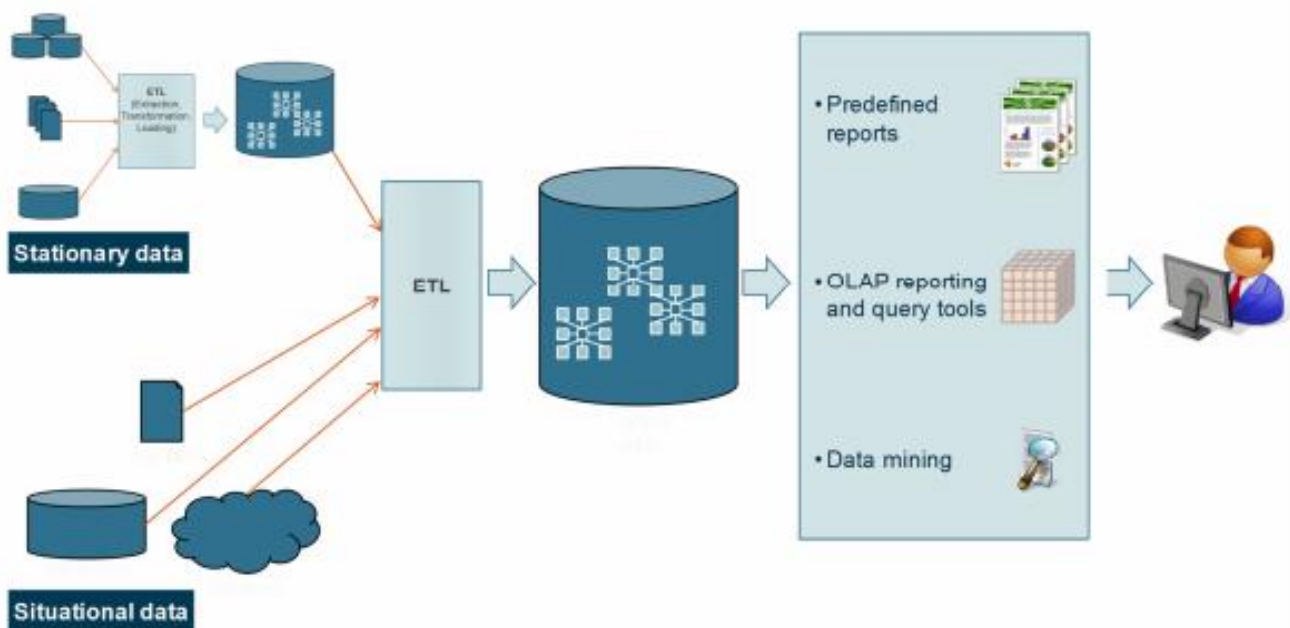 ETL
(Extraction,
Transformation,
Loading)
Stationary data
ETL
Situational data
• Predefined
reports
• OLAP reporting
and query tools
• Data mining